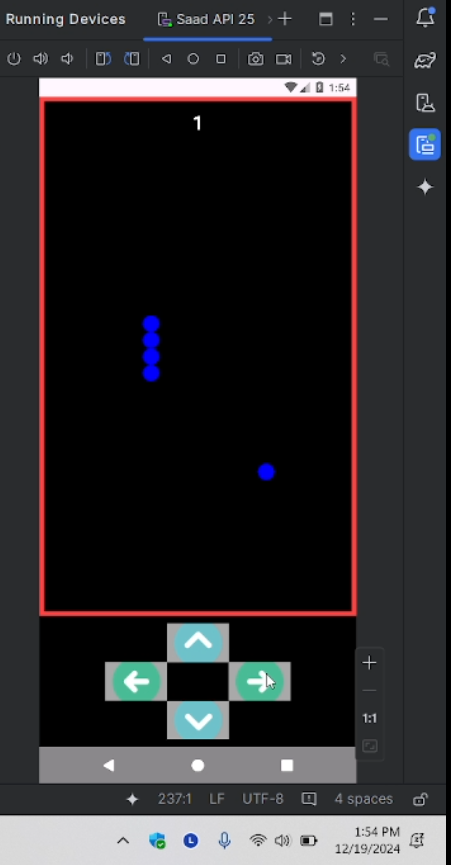 Running Devices
Saad API 25
1:54
1
1:1
237:1 LF UTF-8 4 spaces
L
1:54 PM
12/19/2024